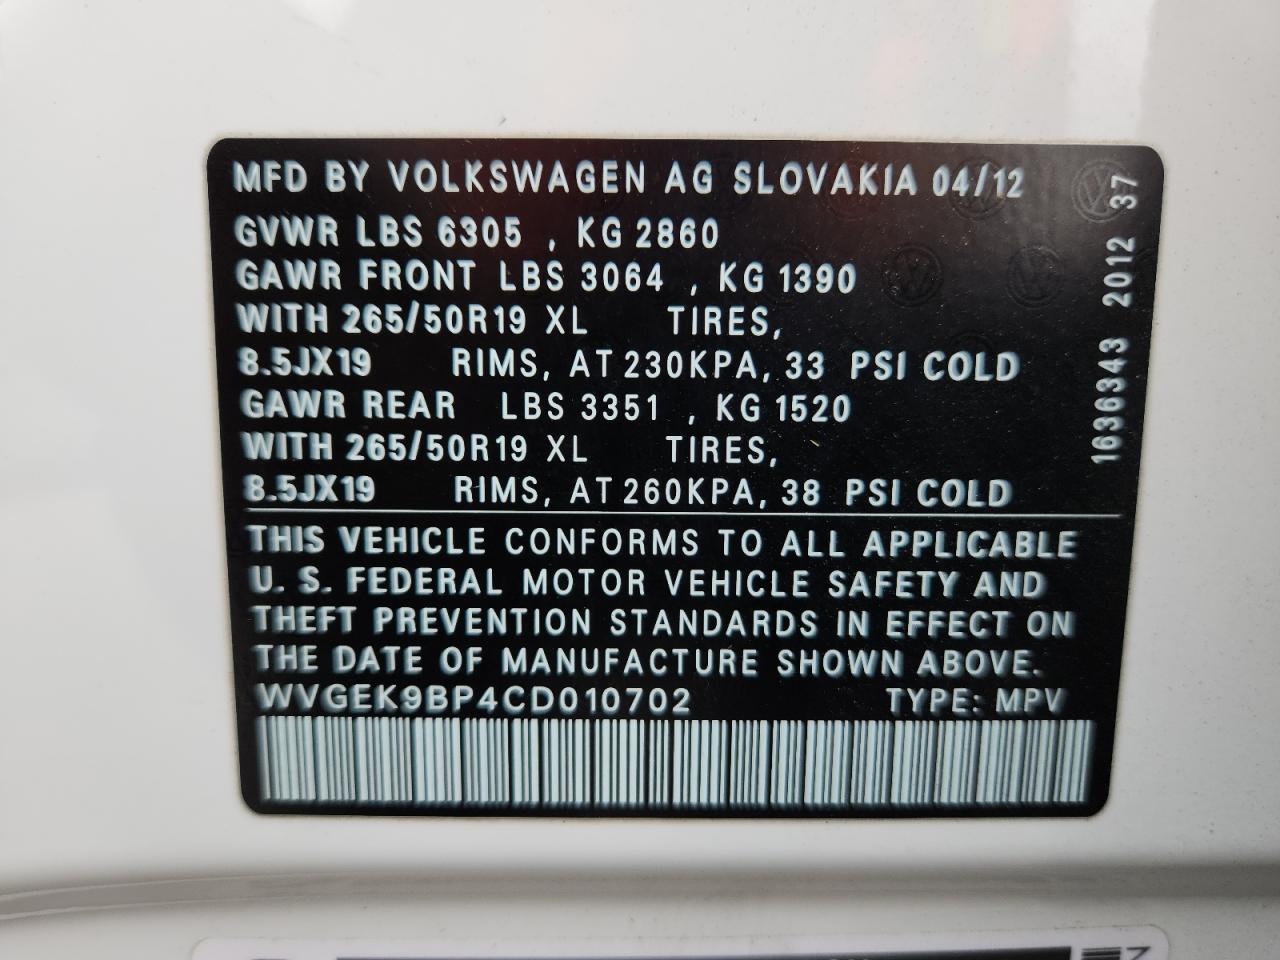 MFD BY VOLKSWAGEN AG SLOVAKIA 04/12
GVWR LBS 6305 , KG 2860
GAWR FRONT LBS 3064 , KG 1390
WITH 265/50R19 XL TIRES,
8.5JX19 RIMS, AT 230KPA, 33 PSI COLD
GAWR REAR LBS 3351 , KG 1520
WITH 265/50R19 XL TIRES,
8.5JX19 RIMS, AT 260KPA, 38 PSI COLD
THIS VEHICLE CONFORMS TO ALL APPLICABLE
U. S. FEDERAL MOTOR VEHICLE SAFETY AND
THEFT PREVENTION STANDARDS IN EFFECT ON
THE DATE OF MANUFACTURE SHOWN ABOVE.
WVGEK9BP4CD010702 TYPE: MPV
1636343 2012 37